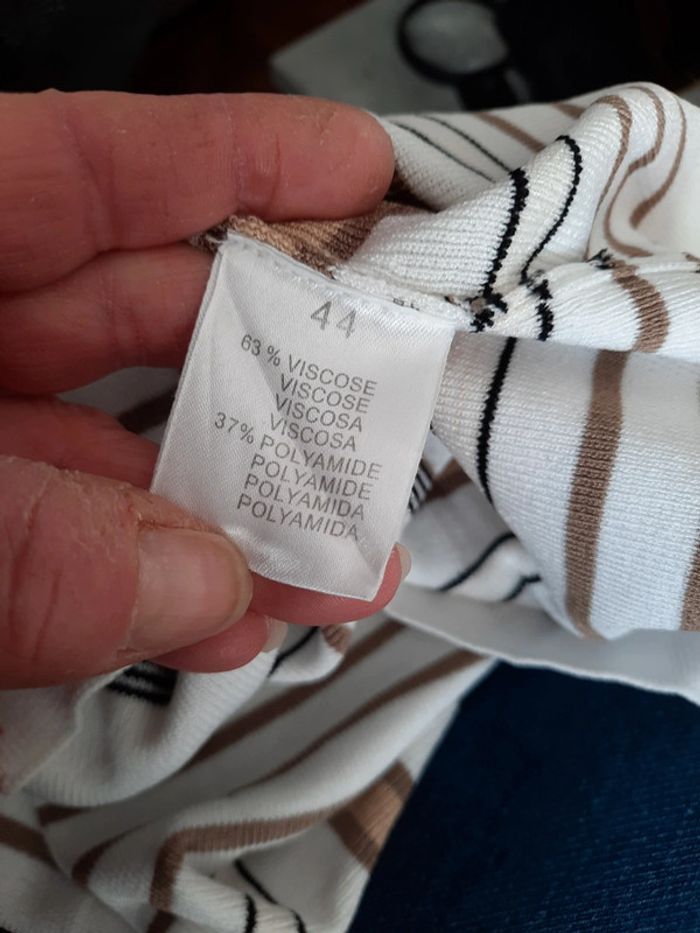 44
63 % VISCOSE
VISCOSE
VISCOSA
VISCOSA
37% POLYAMIDE
POLYAMIDE
POLYAMIDA
POLYAMIDA